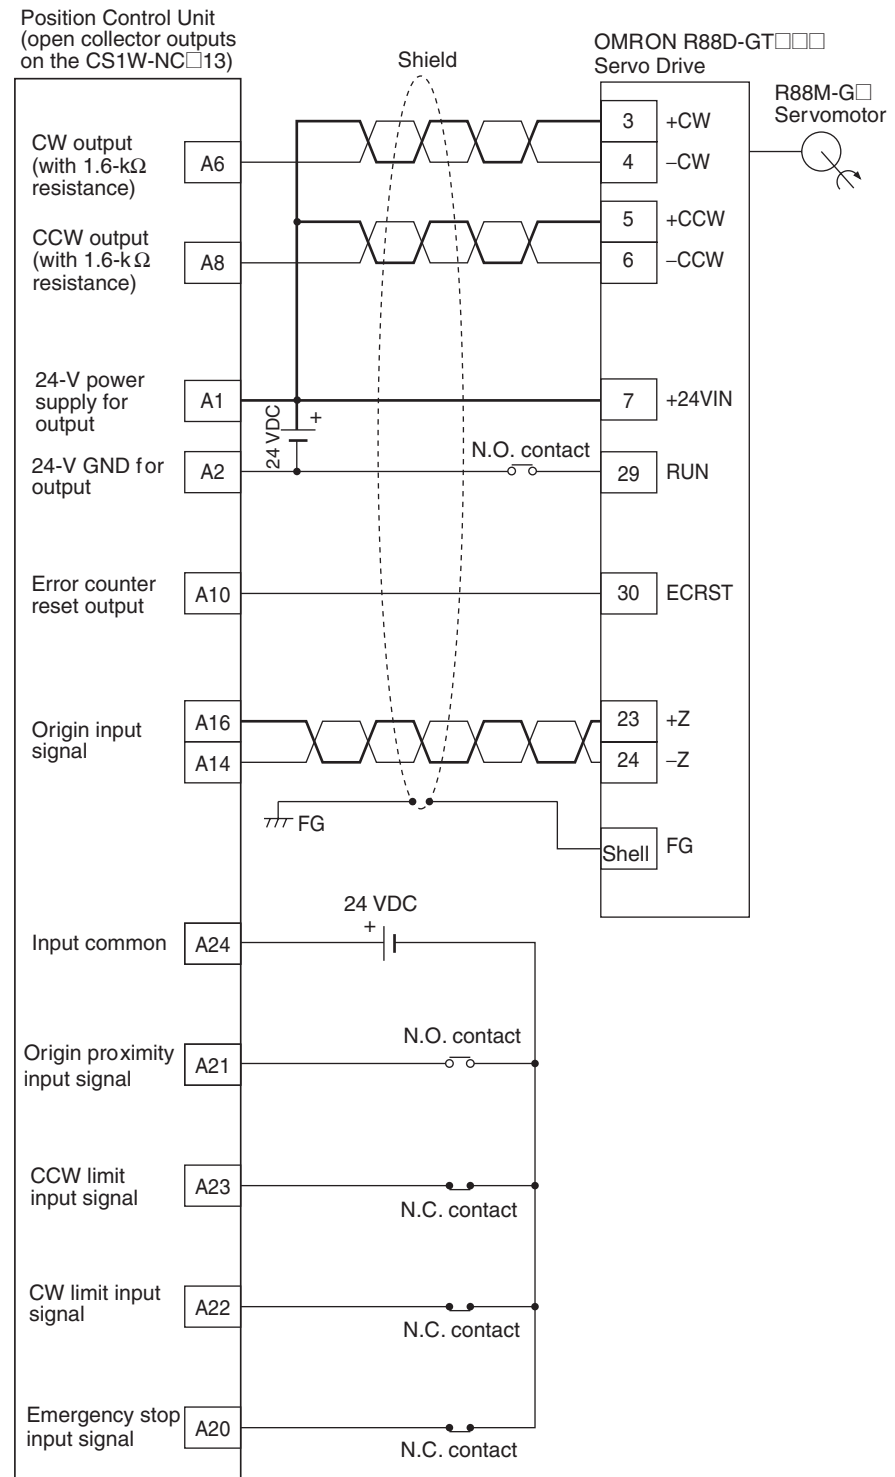 Position Control Unit
(open collector outputs
on the CS1W-NC□13)
Shield
OMRON R88D-GT□□□
Servo Drive
R88M-G□
Servomotor
CW output
(with 1.6-kΩ
resistance)
A6
3
+CW
4
−CW
CCW output
(with 1.6-kΩ
resistance)
A8
5
+CCW
6
−CCW
24-V power
supply for
output
A1
7
+24VIN
24 VDC
+
24-V GND for
output
A2
N.O. contact
29
RUN
Error counter
reset output
A10
30
ECRST
Origin input
signal
A16
A14
23
+Z
24
−Z
FG
Shell
FG
24 VDC
+
Input common
A24
N.O. contact
Origin proximity
input signal
A21
CCW limit
input signal
A23
N.C. contact
CW limit input
signal
A22
N.C. contact
Emergency stop
input signal
A20
N.C. contact